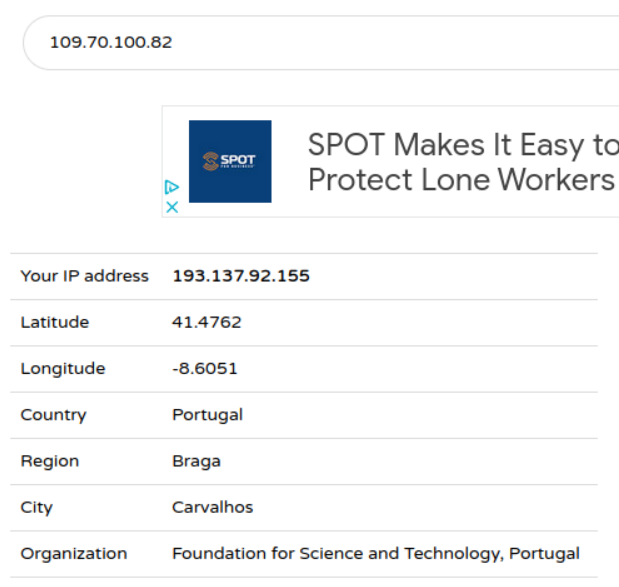 109.70.100.82
SPOT
FOR BUSINESS
SPOT Makes It Easy to
Protect Lone Workers
Your IP address 193.137.92.155
Latitude 41.4762
Longitude -8.6051
Country Portugal
Region Braga
City Carvalhos
Organization Foundation for Science and Technology, Portugal